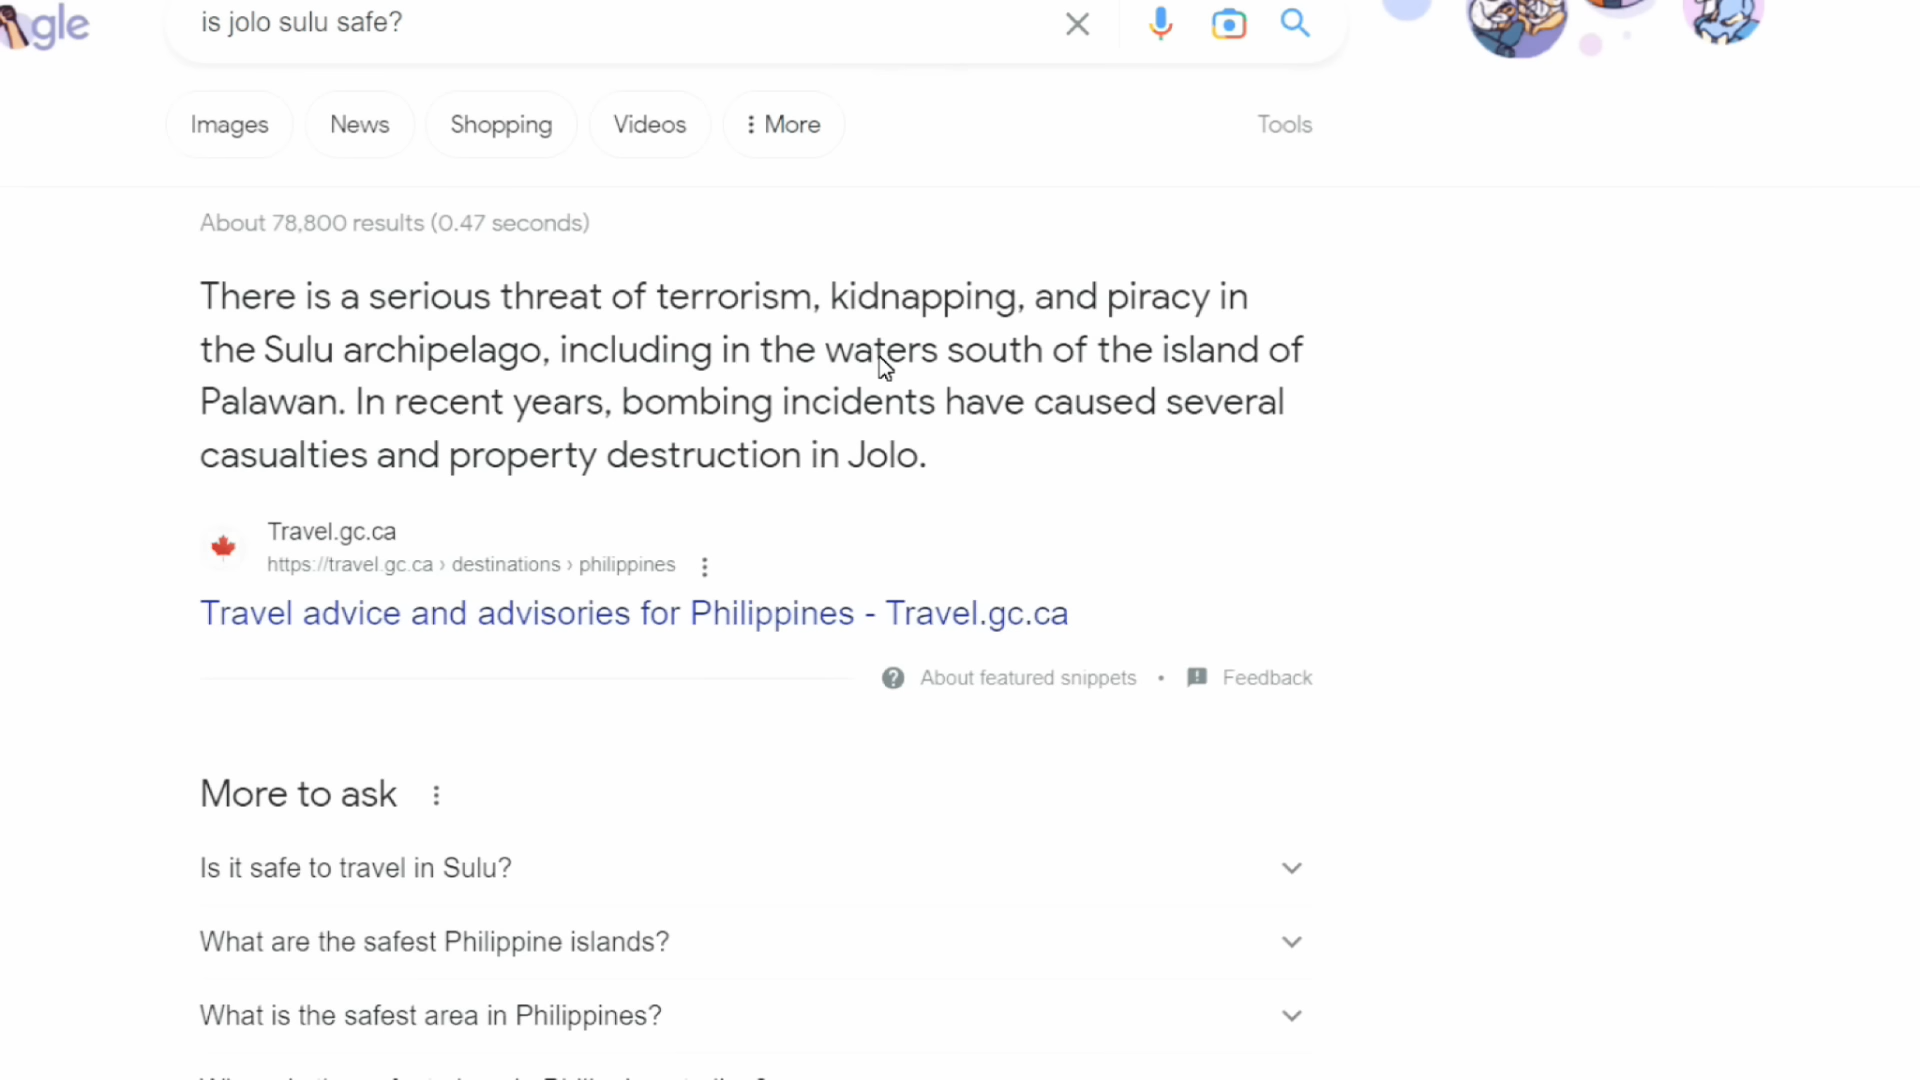 gle
is jolo sulu safe?
Images
News
Shopping
Videos
More
Tools
About 78,800 results (0.47 seconds)
There is a serious threat of terrorism, kidnapping, and piracy in
the Sulu archipelago, including in the waters south of the island of
Palawan. In recent years, bombing incidents have caused several
casualties and property destruction in Jolo.
Travel.gc.ca
https://travel.gc.ca › destinations › philippines
Travel advice and advisories for Philippines - Travel.gc.ca
About featured snippets • Feedback
More to ask
Is it safe to travel in Sulu?
What are the safest Philippine islands?
What is the safest area in Philippines?